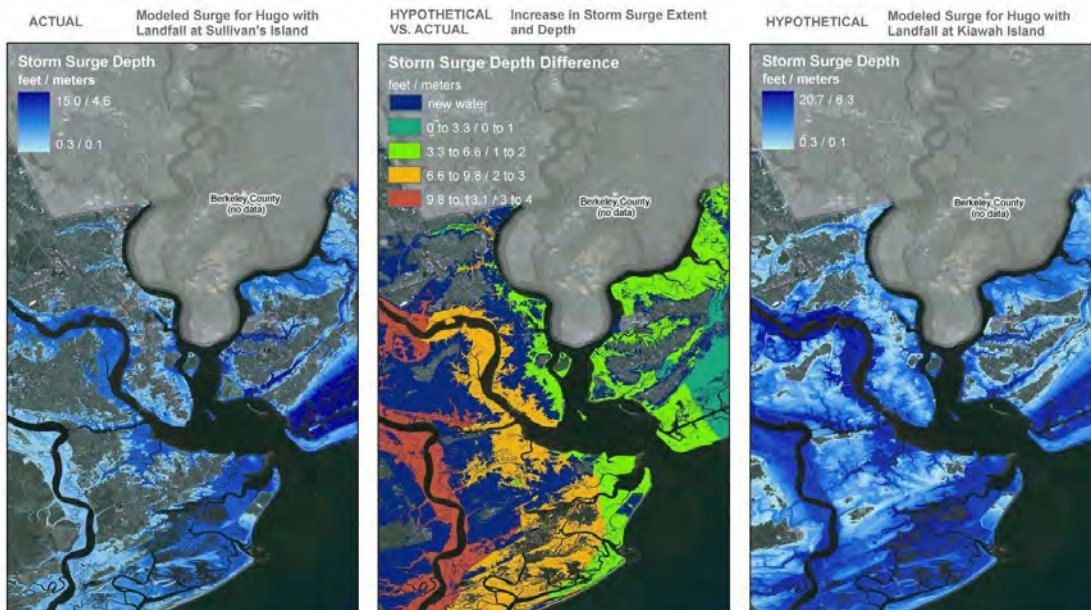 ACTUAL
Modeled Surge for Hugo with
Landfall at Sullivan's Island
Storm Surge Depth
feet / meters
15.0 / 4.6
0.3 / 0.1
Berkeley County
(no data)
HYPOTHETICAL
VS. ACTUAL
Increase in Storm Surge Extent
and Depth
Storm Surge Depth Difference
feet / meters
new water
0 to 3.3 / 0 to 1
3.3 to 6.6 / 1 to 2
6.6 to 9.8 / 2 to 3
9.8 to 13.1 / 3 to 4
Berkeley County
(no data)
HYPOTHETICAL
Modeled Surge for Hugo with
Landfall at Kiawah Island
Storm Surge Depth
feet / meters
20.7 / 6.3
0.3 / 0.1
Berkeley County
(no data)